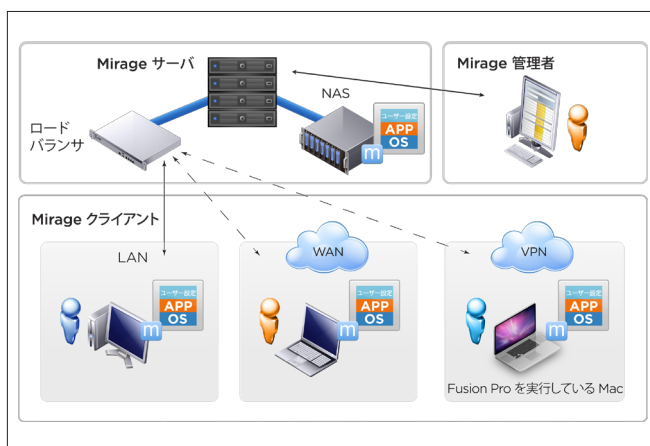 Mirage サーバ
NAS
ロード
バランサ
ユーザー設定
APP
OS
m
Mirage 管理者
Mirage クライアント
LAN
ユーザー設定
APP
OS
m
WAN
ユーザー設定
APP
OS
m
VPN
ユーザー設定
APP
OS
m
Fusion Pro を実行している Mac